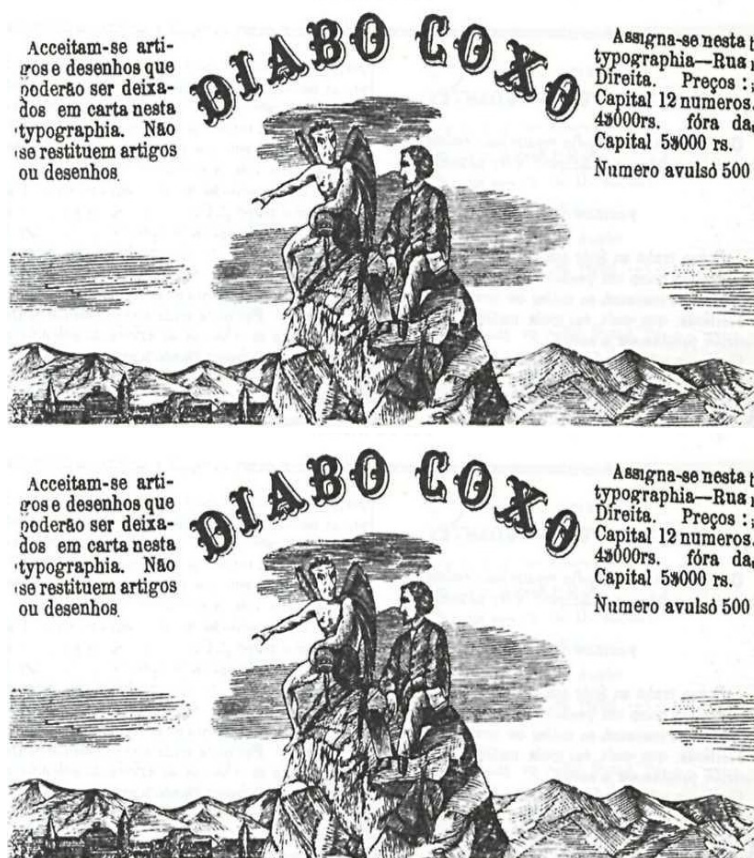 Acceitam-se arti-
gos e desenhos que
poderão ser deixa-
dos em carta nesta
typographia. Não
se restituem artigos
ou desenhos.
DIABO COXO
Assigna-se nesta
typographia—Rua
Direita. Preços :
Capital 12 numeros.
4$000rs. fóra da
Capital 5$000 rs.
Numero avulso 500
Acceitam-se arti-
gos e desenhos que
poderão ser deixa-
dos em carta nesta
typographia. Não
se restituem artigos
ou desenhos.
DIABO COXO
Assigna-se nesta
typographia—Rua
Direita. Preços :
Capital 12 numeros.
4$000rs. fóra da
Capital 5$000 rs.
Numero avulso 500